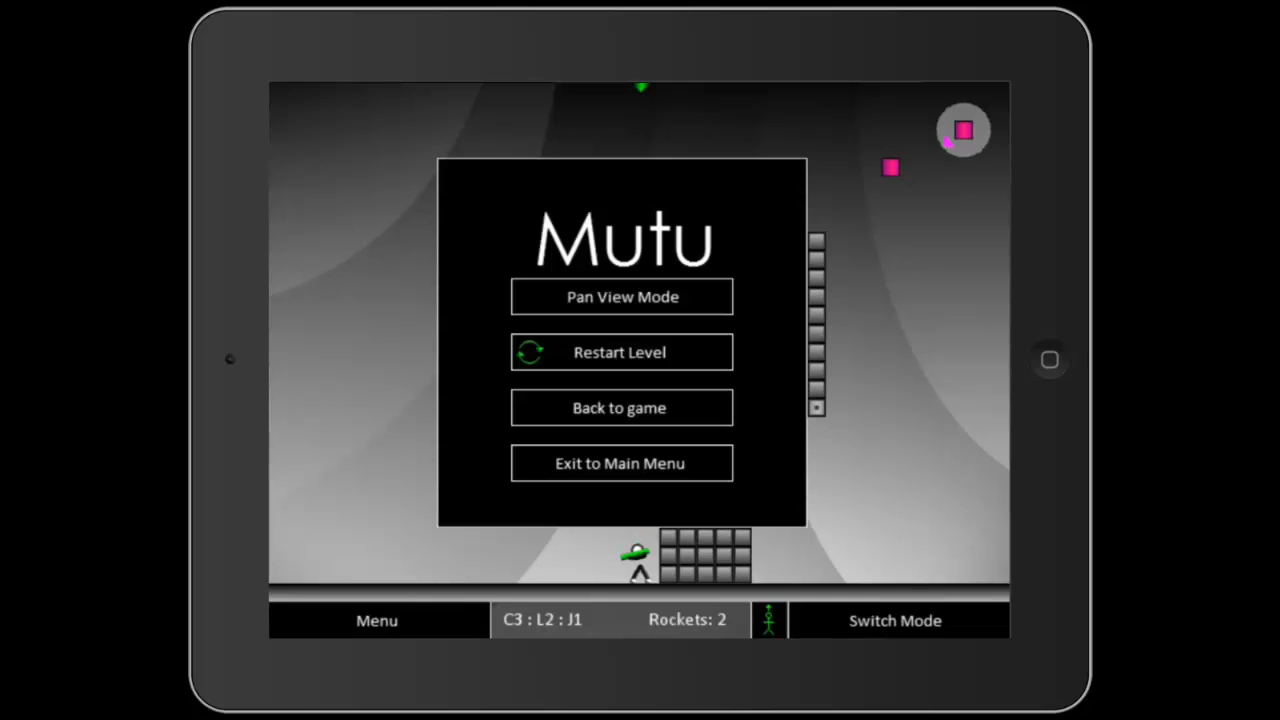 Mutu
Pan View Mode
Restart Level
Back to game
Exit to Main Menu
Menu
C3 : L2 : J1
Rockets: 2
Switch Mode